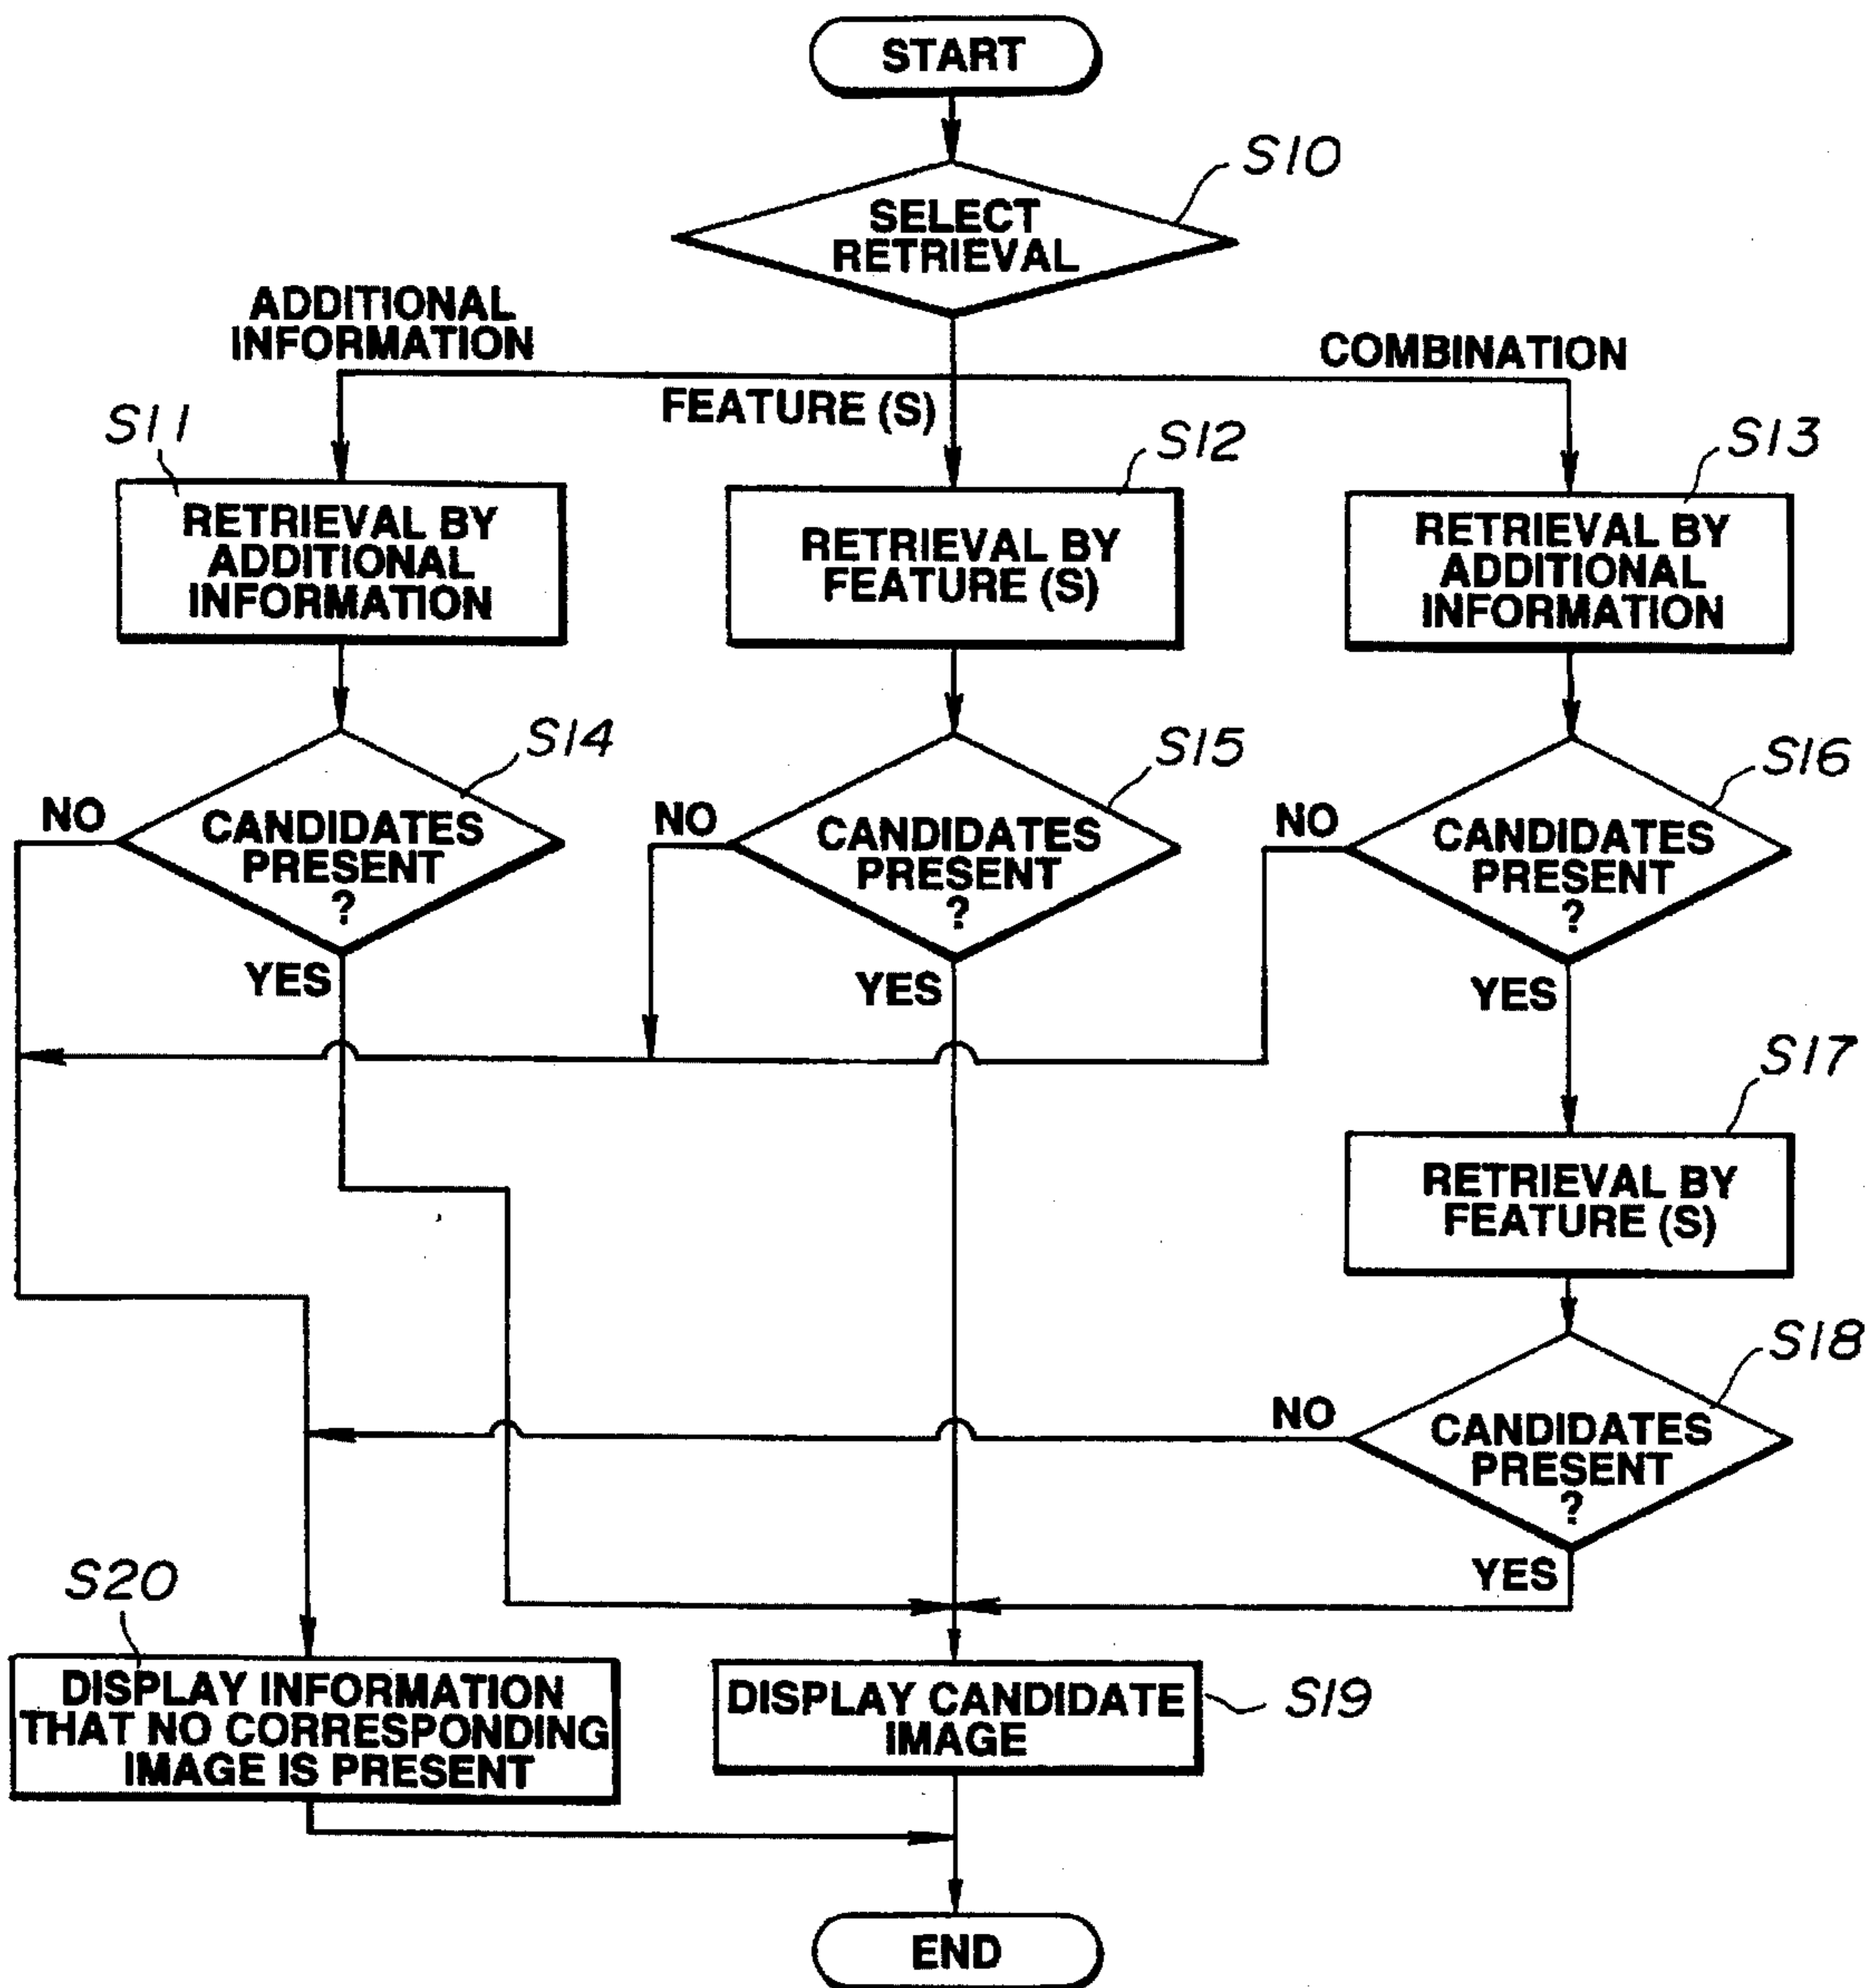 START
S10
SELECT
RETRIEVAL
ADDITIONAL
INFORMATION
FEATURE (S)
COMBINATION
S11
RETRIEVAL BY
ADDITIONAL
INFORMATION
S12
RETRIEVAL BY
FEATURE (S)
S13
RETRIEVAL BY
ADDITIONAL
INFORMATION
S14
NO
CANDIDATES
PRESENT
?
YES
S15
NO
CANDIDATES
PRESENT
?
YES
S16
NO
CANDIDATES
PRESENT
?
YES
S17
RETRIEVAL BY
FEATURE (S)
S18
NO
CANDIDATES
PRESENT
?
YES
S20
DISPLAY INFORMATION
THAT NO CORRESPONDING
IMAGE IS PRESENT
DISPLAY CANDIDATE
IMAGE
S19
END